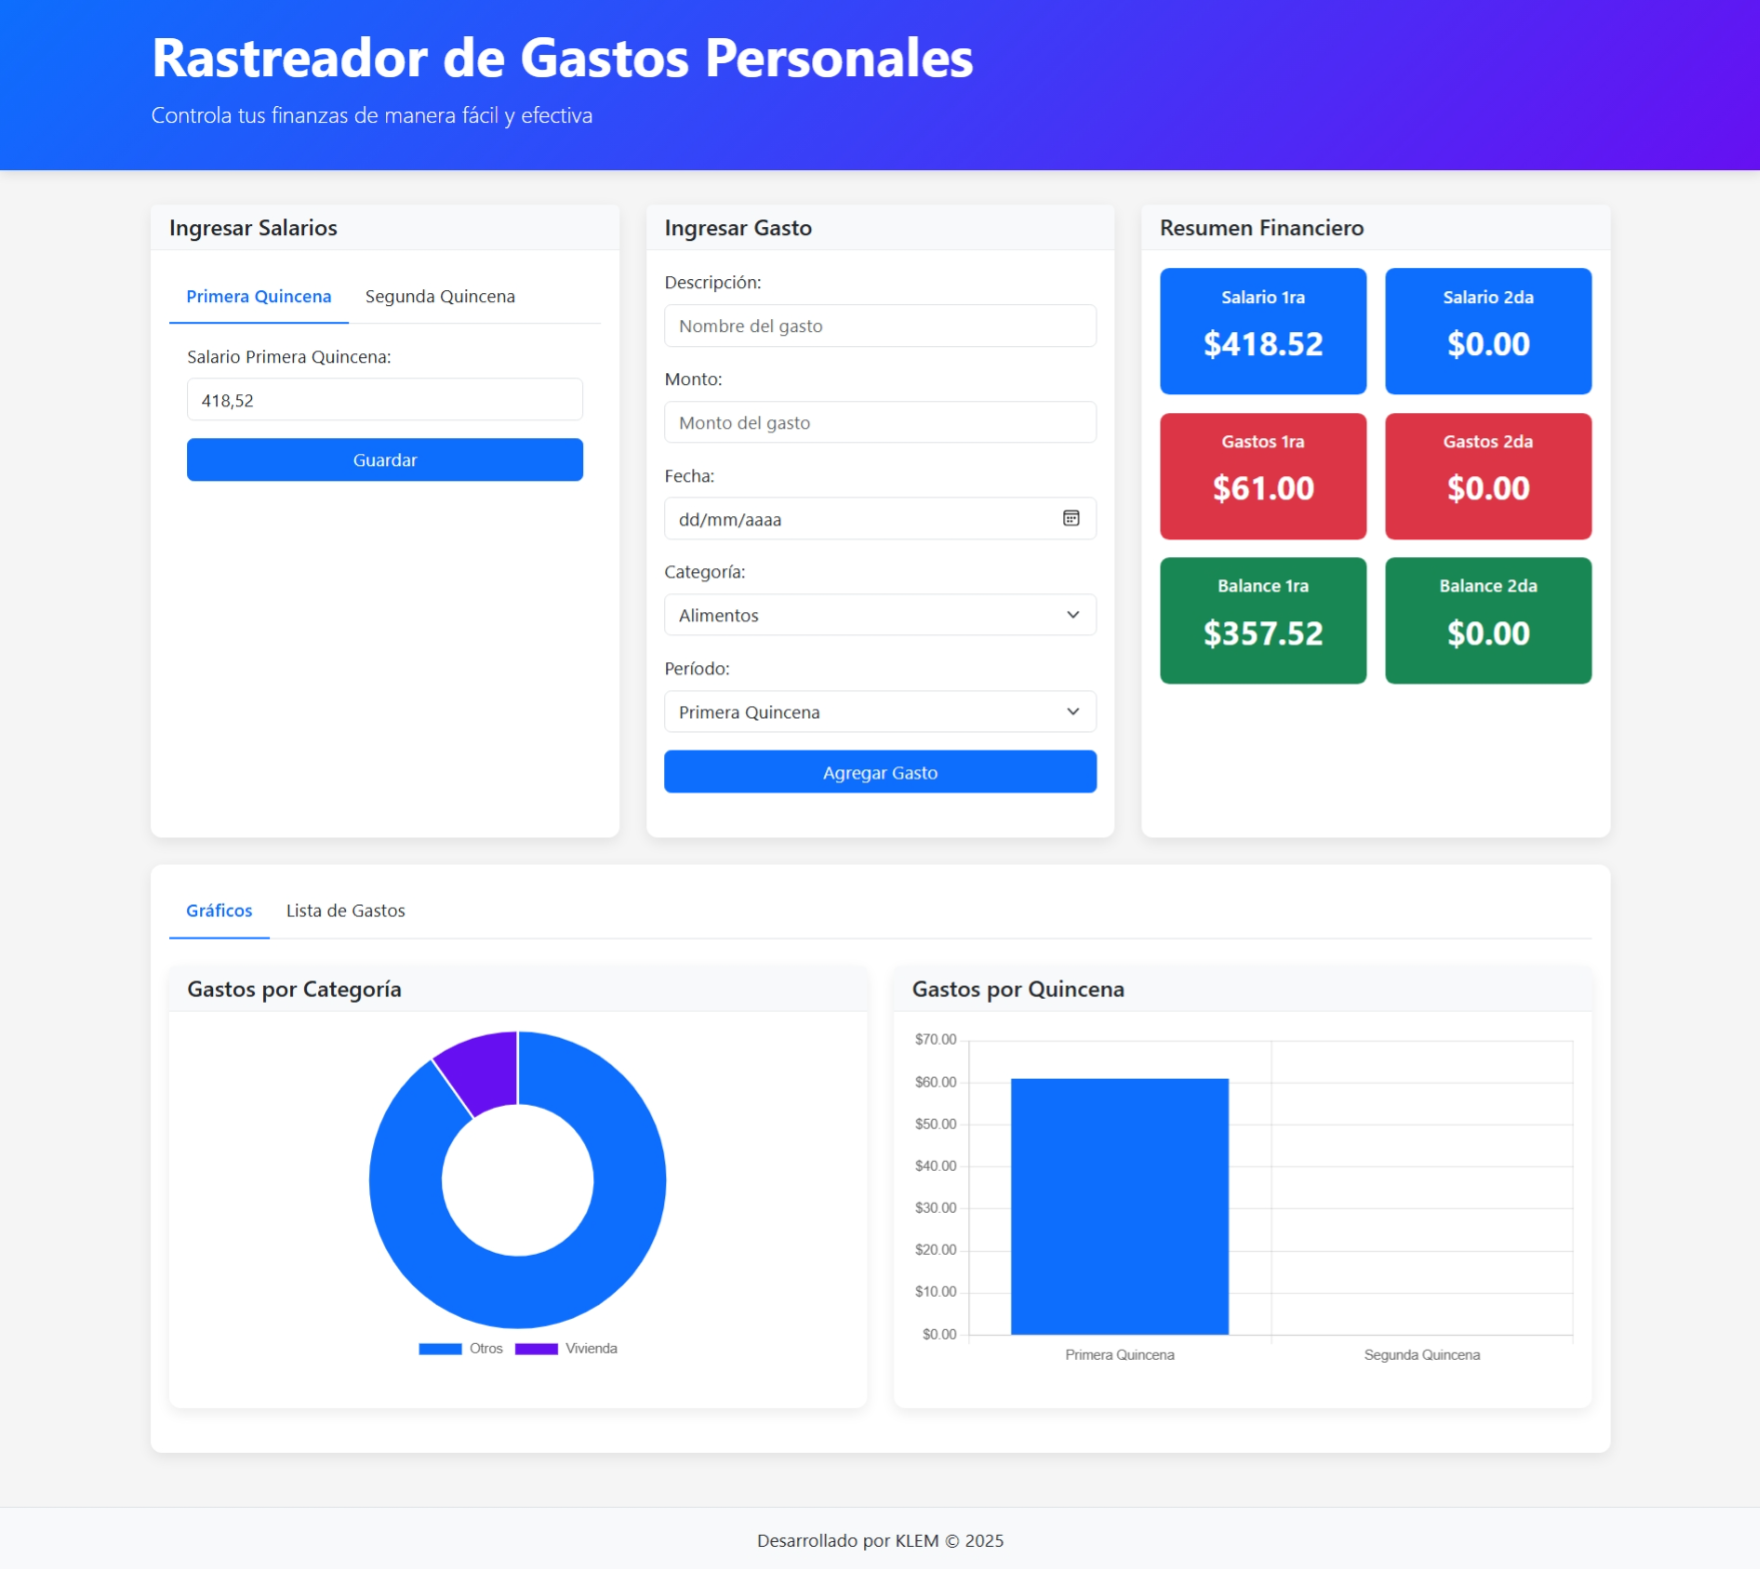 Rastreador de Gastos Personales
Controla tus finanzas de manera fácil y efectiva
Ingresar Salarios
Primera Quincena
Segunda Quincena
Salario Primera Quincena:
418,52
Guardar
Ingresar Gasto
Descripción:
Nombre del gasto
Monto:
Monto del gasto
Fecha:
dd/mm/aaaa
Categoría:
Alimentos
Período:
Primera Quincena
Agregar Gasto
Resumen Financiero
Salario 1ra
$418.52
Salario 2da
$0.00
Gastos 1ra
$61.00
Gastos 2da
$0.00
Balance 1ra
$357.52
Balance 2da
$0.00
Gráficos
Lista de Gastos
Gastos por Categoría
Otros
Vivienda
Gastos por Quincena
$70.00
$60.00
$50.00
$40.00
$30.00
$20.00
$10.00
$0.00
Primera Quincena
Segunda Quincena
Desarrollado por KLEM © 2025